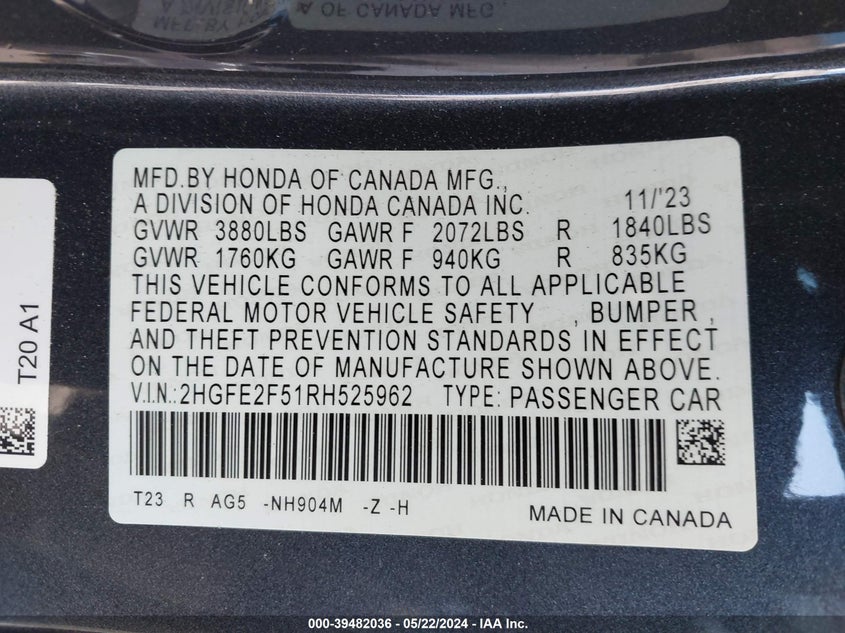 A OF CANADA MFG.
MFD.BY HONDA OF CANADA MFG.,
A DIVISION OF HONDA CANADA INC. 11/'23
GVWR 3880LBS GAWR F 2072LBS R 1840LBS
GVWR 1760KG GAWR F 940KG R 835KG
THIS VEHICLE CONFORMS TO ALL APPLICABLE
FEDERAL MOTOR VEHICLE SAFETY , BUMPER ,
AND THEFT PREVENTION STANDARDS IN EFFECT
ON THE DATE OF MANUFACTURE SHOWN ABOVE.
V.I.N.: 2HGFE2F51RH525962 TYPE: PASSENGER CAR
T23 R AG5 -NH904M -Z -H
MADE IN CANADA
T20 A1
000-39482036 - 05/22/2024 - IAA Inc.